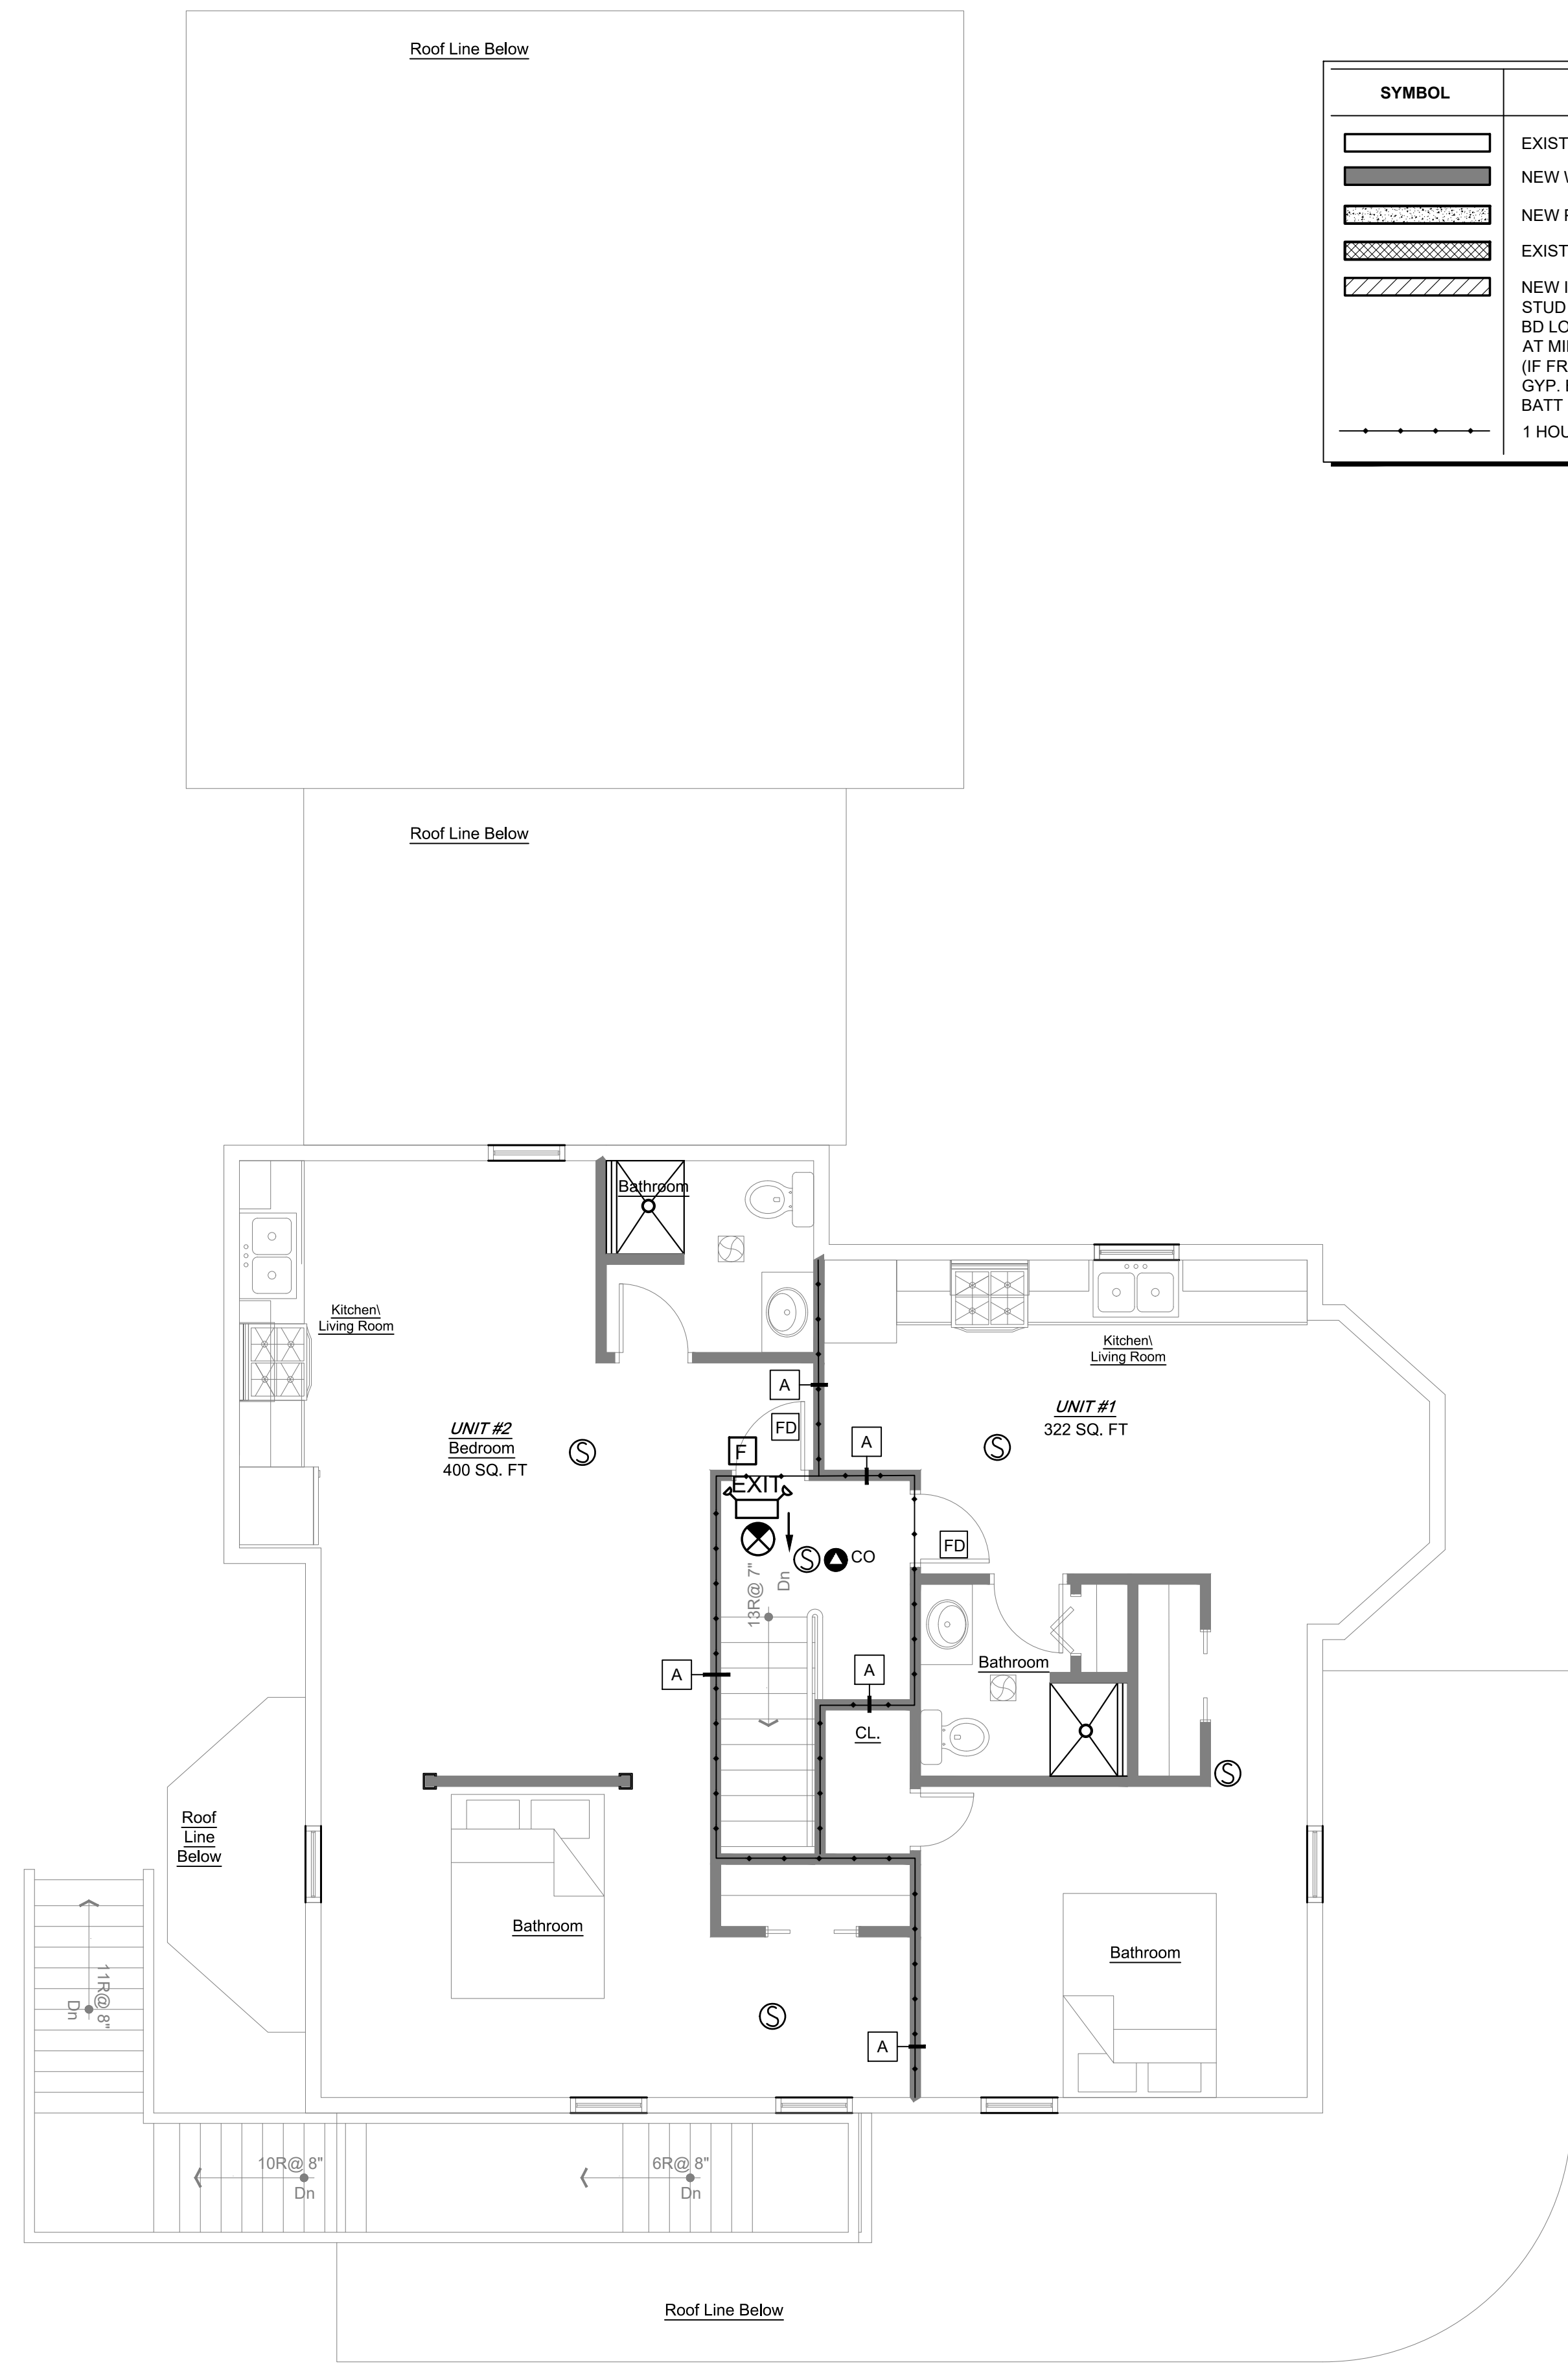 Roof Line Below
SYMBOL
EXIST
NEW
NEW
EXIST
NEW
STUD
BD LO
AT MI
(IF FR
GYP.
BATT
1 HOU
Roof Line Below
Bathroom
Kitchen\
Living Room
Kitchen\
Living Room
A
UNIT #1
322 SQ. FT
UNIT #2
Bedroom
400 SQ. FT
S
FD
F
A
S
EXIT
FD
S
CO
13R@ 7"
Dn
A
A
Bathroom
CL.
S
Roof
Line
Below
Bathroom
Bathroom
11R@ 8"
Dn
S
A
10R@ 8"
Dn
6R@ 8"
Dn
Roof Line Below